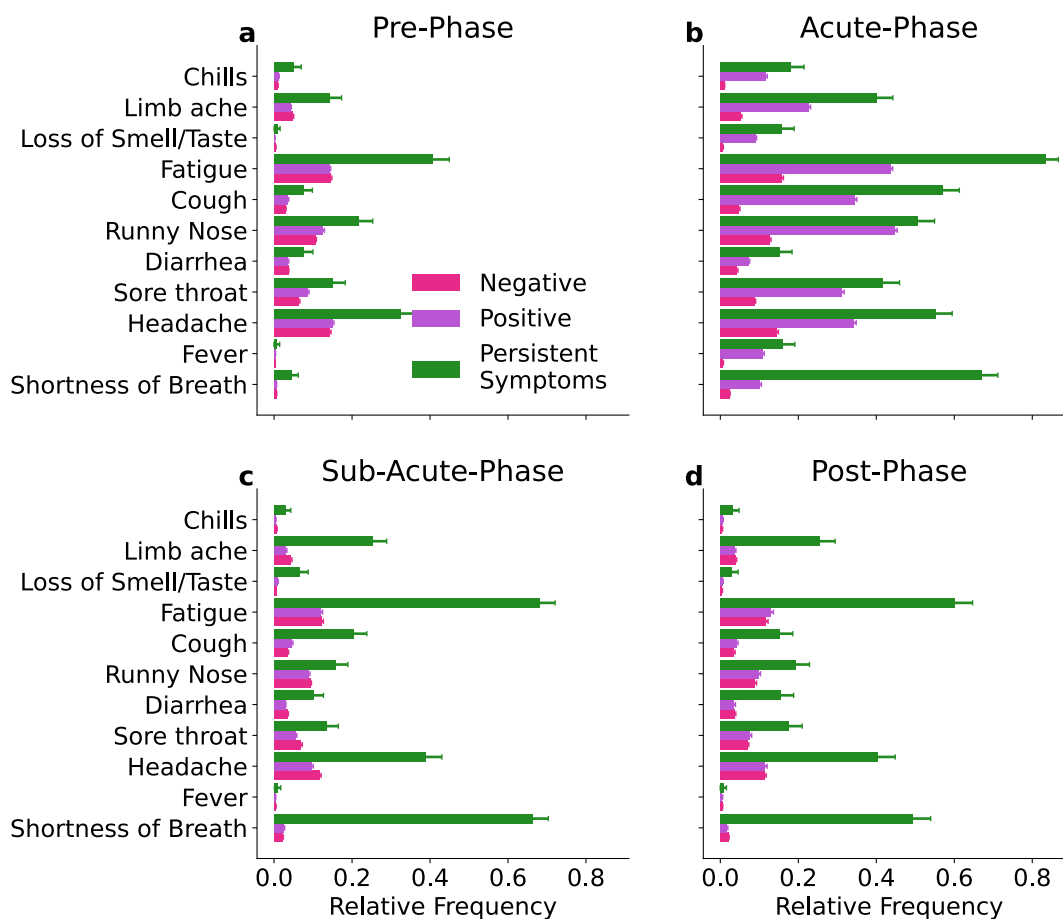 a Pre-Phase
Chills
Limb ache
Loss of Smell/Taste
Fatigue
Cough
Runny Nose
Diarrhea
Sore throat
Headache
Fever
Shortness of Breath
Negative
Positive
Persistent
Symptoms
b Acute-Phase
c Sub-Acute-Phase
Chills
Limb ache
Loss of Smell/Taste
Fatigue
Cough
Runny Nose
Diarrhea
Sore throat
Headache
Fever
Shortness of Breath
0.0 0.2 0.4 0.6 0.8
Relative Frequency
d Post-Phase
0.0 0.2 0.4 0.6 0.8
Relative Frequency